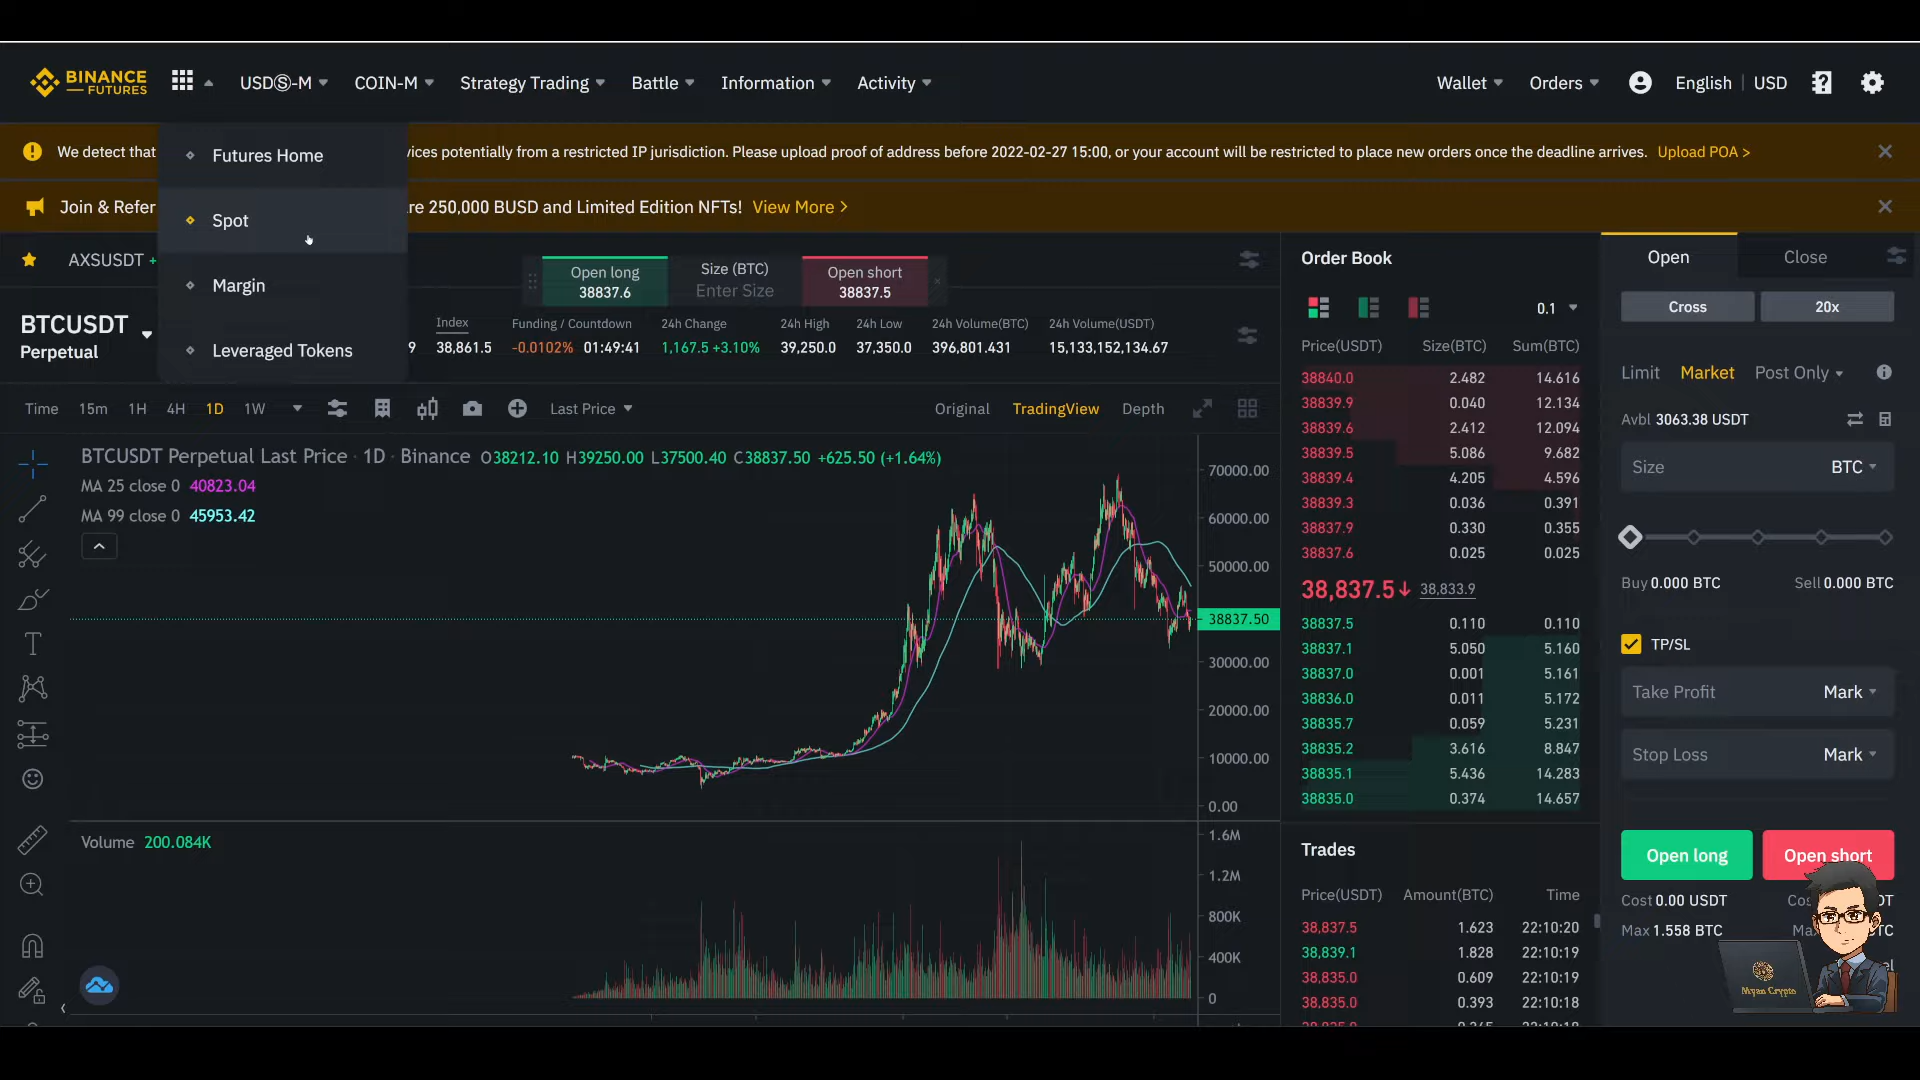 BINANCE
FUTURES
USDⓈ-M
COIN-M
Strategy Trading
Battle
Information
Activity
Wallet
Orders
English
USD
We detect that
vices potentially from a restricted IP jurisdiction. Please upload proof of address before 2022-02-27 15:00, or your account will be restricted to place new orders once the deadline arrives. Upload POA >
Join & Refer
re 250,000 BUSD and Limited Edition NFTs! View More >
Futures Home
Spot
Margin
Leveraged Tokens
AXSUSDT +
Open long
38837.6
Size (BTC)
Enter Size
Open short
38837.5
BTCUSDT
Perpetual
9
Index
38,861.5
Funding / Countdown
-0.0102% 01:49:41
24h Change
1,167.5 +3.10%
24h High
39,250.0
24h Low
37,350.0
24h Volume(BTC)
396,801.431
24h Volume(USDT)
15,133,152,134.67
Time 15m 1H 4H 1D 1W
Last Price
Original TradingView Depth
BTCUSDT Perpetual Last Price · 1D · Binance O38212.10 H39250.00 L37500.40 C38837.50 +625.50 (+1.64%)
MA 25 close 0 40823.04
MA 99 close 0 45953.42
70000.00
60000.00
50000.00
38837.50
30000.00
20000.00
10000.00
0.00
Volume 200.084K
1.6M
1.2M
800K
400K
0
Order Book
0.1
Price(USDT) Size(BTC) Sum(BTC)
38840.0 2.482 14.616
38839.9 0.040 12.134
38839.6 2.412 12.094
38839.5 5.086 9.682
38839.4 4.205 4.596
38839.3 0.036 0.391
38837.9 0.330 0.355
38837.6 0.025 0.025
38,837.5↓ 38,833.9
38837.5 0.110 0.110
38837.1 5.050 5.160
38837.0 0.001 5.161
38836.0 0.011 5.172
38835.7 0.059 5.231
38835.2 3.616 8.847
38835.1 5.436 14.283
38835.0 0.374 14.657
Trades
Price(USDT) Amount(BTC) Time
38,837.5 1.623 22:10:20
38,839.1 1.828 22:10:19
38,835.0 0.609 22:10:19
38,835.0 0.393 22:10:18
Open
Close
Cross
20x
Limit Market Post Only
Avbl 3063.38 USDT
Size BTC
Buy 0.000 BTC
Sell 0.000 BTC
TP/SL
Take Profit Mark
Stop Loss Mark
Open long
Open short
Cost 0.00 USDT
Max 1.558 BTC
Myan Crypto